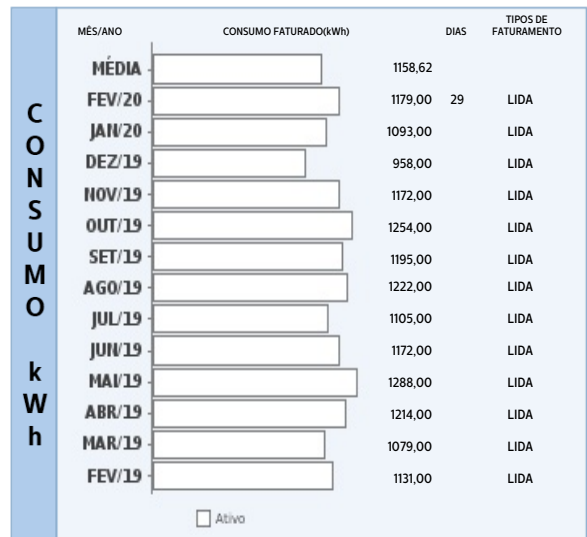 CONSUMO kWh
MÊS/ANO CONSUMO FATURADO(kWh) DIAS TIPOS DE FATURAMENTO
MÉDIA 1158,62
FEV/20 1179,00 29 LIDA
JAN/20 1093,00 LIDA
DEZ/19 958,00 LIDA
NOV/19 1172,00 LIDA
OUT/19 1254,00 LIDA
SET/19 1195,00 LIDA
AGO/19 1222,00 LIDA
JUL/19 1105,00 LIDA
JUN/19 1172,00 LIDA
MAI/19 1288,00 LIDA
ABR/19 1214,00 LIDA
MAR/19 1079,00 LIDA
FEV/19 1131,00 LIDA
Ativo